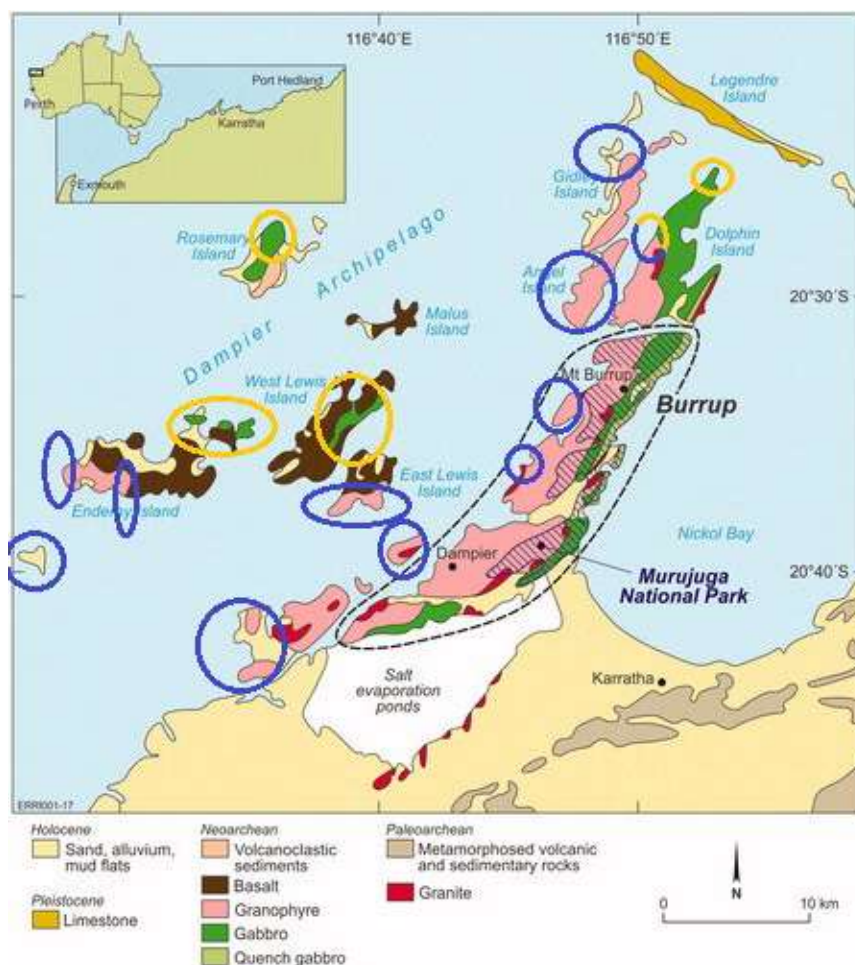 116°40´E
116°50´E
Port Hedland
Karratha
Perth
Exmouth
Legendre
Island
Gidley
Island
Rosemary
Island
Dolphin
Island
Angel
Island
Dampier Archipelago
20°30´S
Malus
Island
West Lewis
Island
Mt Burrup
Burrup
East Lewis
Island
Enderby Island
Nickol Bay
Dampier
20°40´S
Murujuga
National Park
Salt
evaporation
ponds
Karratha
ERRI001-17
Holocene
Sand, alluvium,
mud flats
Pleistocene
Limestone
Neoarchean
Volcanoclastic
sediments
Basalt
Granophyre
Gabbro
Quench gabbro
Paleoarchean
Metamorphosed volcanic
and sedimentary rocks
Granite
N
0 10 km